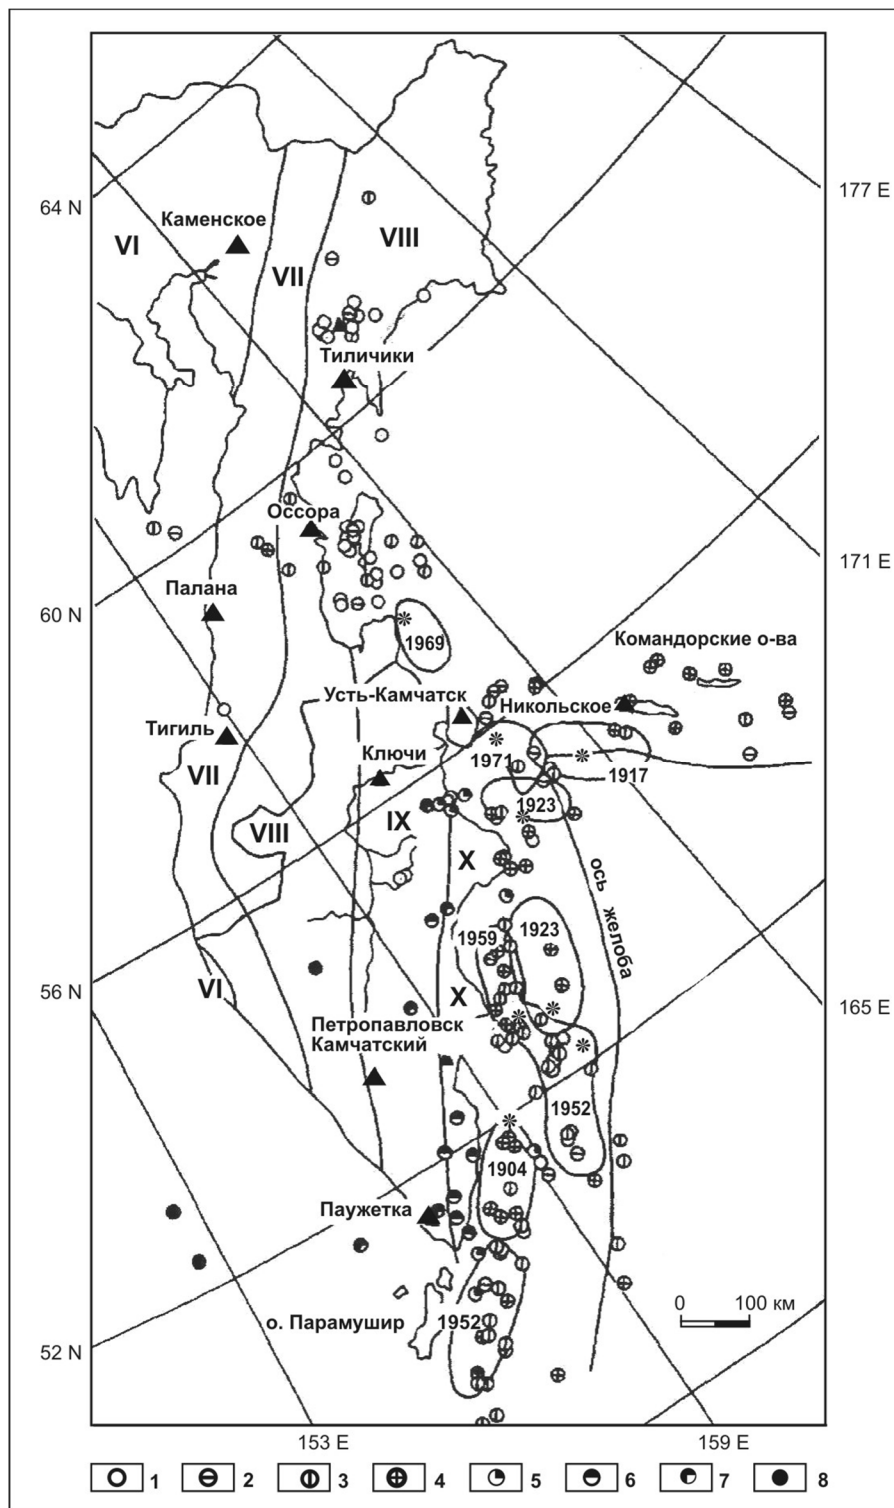 177 E
64 N
Каменское
VI
VIII
VII
Тиличики
Оссора
171 E
Палана
60 N
Командорские о-ва
1969
Усть-Камчатск
Никольское
Тигиль
Ключи
1971
1917
VII
1923
VIII
IX
X
ось желоба
1959
1923
VI
X
56 N
165 E
Петропавловск
Камчатский
1952
1904
Паужетка
0 100 км
о. Парамушир
1952
52 N
153 E
159 E
1 2 3 4 5 6 7 8